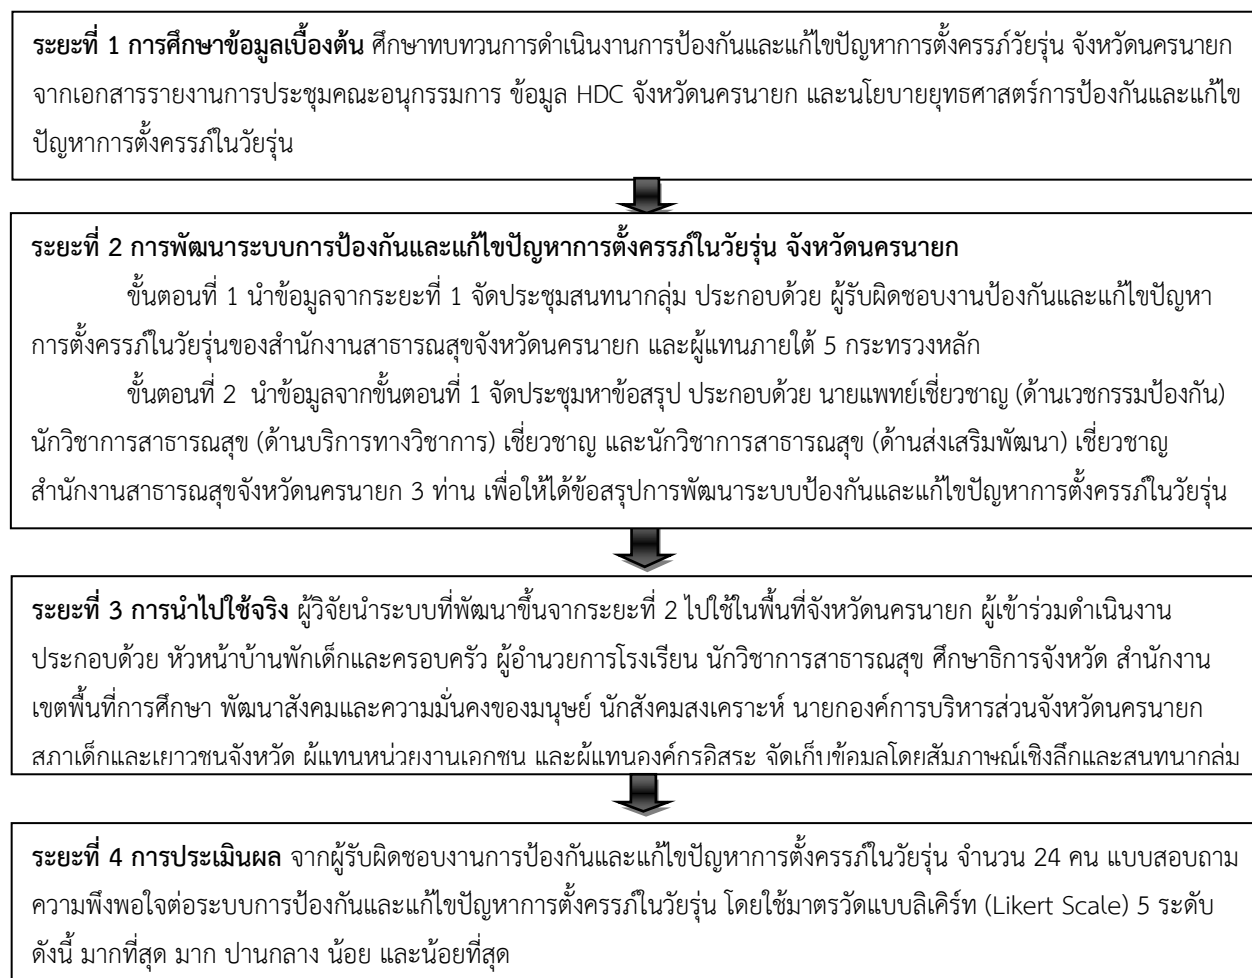 ระยะที่ 1 การศึกษาข้อมูลเบื้องต้น ศึกษาทบทวนการดำเนินงานการป้องกันและแก้ไขปัญหาการตั้งครรภ์วัยรุ่น จังหวัดนครนายก
จากเอกสารรายงานการประชุมคณะอนุกรรมการ ข้อมูล HDC จังหวัดนครนายก และนโยบายยุทธศาสตร์การป้องกันและแก้ไข
ปัญหาการตั้งครรภ์ในวัยรุ่น
ระยะที่ 2 การพัฒนาระบบการป้องกันและแก้ไขปัญหาการตั้งครรภ์ในวัยรุ่น จังหวัดนครนายก
ขั้นตอนที่ 1 นำข้อมูลจากระยะที่ 1 จัดประชุมสนทนากลุ่ม ประกอบด้วย ผู้รับผิดชอบงานป้องกันและแก้ไขปัญหา
การตั้งครรภ์ในวัยรุ่นของสำนักงานสาธารณสุขจังหวัดนครนายก และผู้แทนภายใต้ 5 กระทรวงหลัก
ขั้นตอนที่ 2 นำข้อมูลจากขั้นตอนที่ 1 จัดประชุมหาข้อสรุป ประกอบด้วย นายแพทย์เชี่ยวชาญ (ด้านเวชกรรมป้องกัน)
นักวิชาการสาธารณสุข (ด้านบริการทางวิชาการ) เชี่ยวชาญ และนักวิชาการสาธารณสุข (ด้านส่งเสริมพัฒนา) เชี่ยวชาญ
สำนักงานสาธารณสุขจังหวัดนครนายก 3 ท่าน เพื่อให้ได้ข้อสรุปการพัฒนาระบบป้องกันและแก้ไขปัญหาการตั้งครรภ์ในวัยรุ่น
ระยะที่ 3 การนำไปใช้จริง ผู้วิจัยนำระบบที่พัฒนาขึ้นจากระยะที่ 2 ไปใช้ในพื้นที่จังหวัดนครนายก ผู้เข้าร่วมดำเนินงาน
ประกอบด้วย หัวหน้าบ้านพักเด็กและครอบครัว ผู้อำนวยการโรงเรียน นักวิชาการสาธารณสุข ศึกษาธิการจังหวัด สำนักงาน
เขตพื้นที่การศึกษา พัฒนาสังคมและความมั่นคงของมนุษย์ นักสังคมสงเคราะห์ นายกองค์การบริหารส่วนจังหวัดนครนายก
สภาเด็กและเยาวชนจังหวัด ผู้แทนหน่วยงานเอกชน และผู้แทนองค์กรอิสระ จัดเก็บข้อมูลโดยสัมภาษณ์เชิงลึกและสนทนากลุ่ม
ระยะที่ 4 การประเมินผล จากผู้รับผิดชอบงานการป้องกันและแก้ไขปัญหาการตั้งครรภ์ในวัยรุ่น จำนวน 24 คน แบบสอบถาม
ความพึงพอใจต่อระบบการป้องกันและแก้ไขปัญหาการตั้งครรภ์ในวัยรุ่น โดยใช้มาตรวัดแบบลิเคิร์ท (Likert Scale) 5 ระดับ
ดังนี้ มากที่สุด มาก ปานกลาง น้อย และน้อยที่สุด